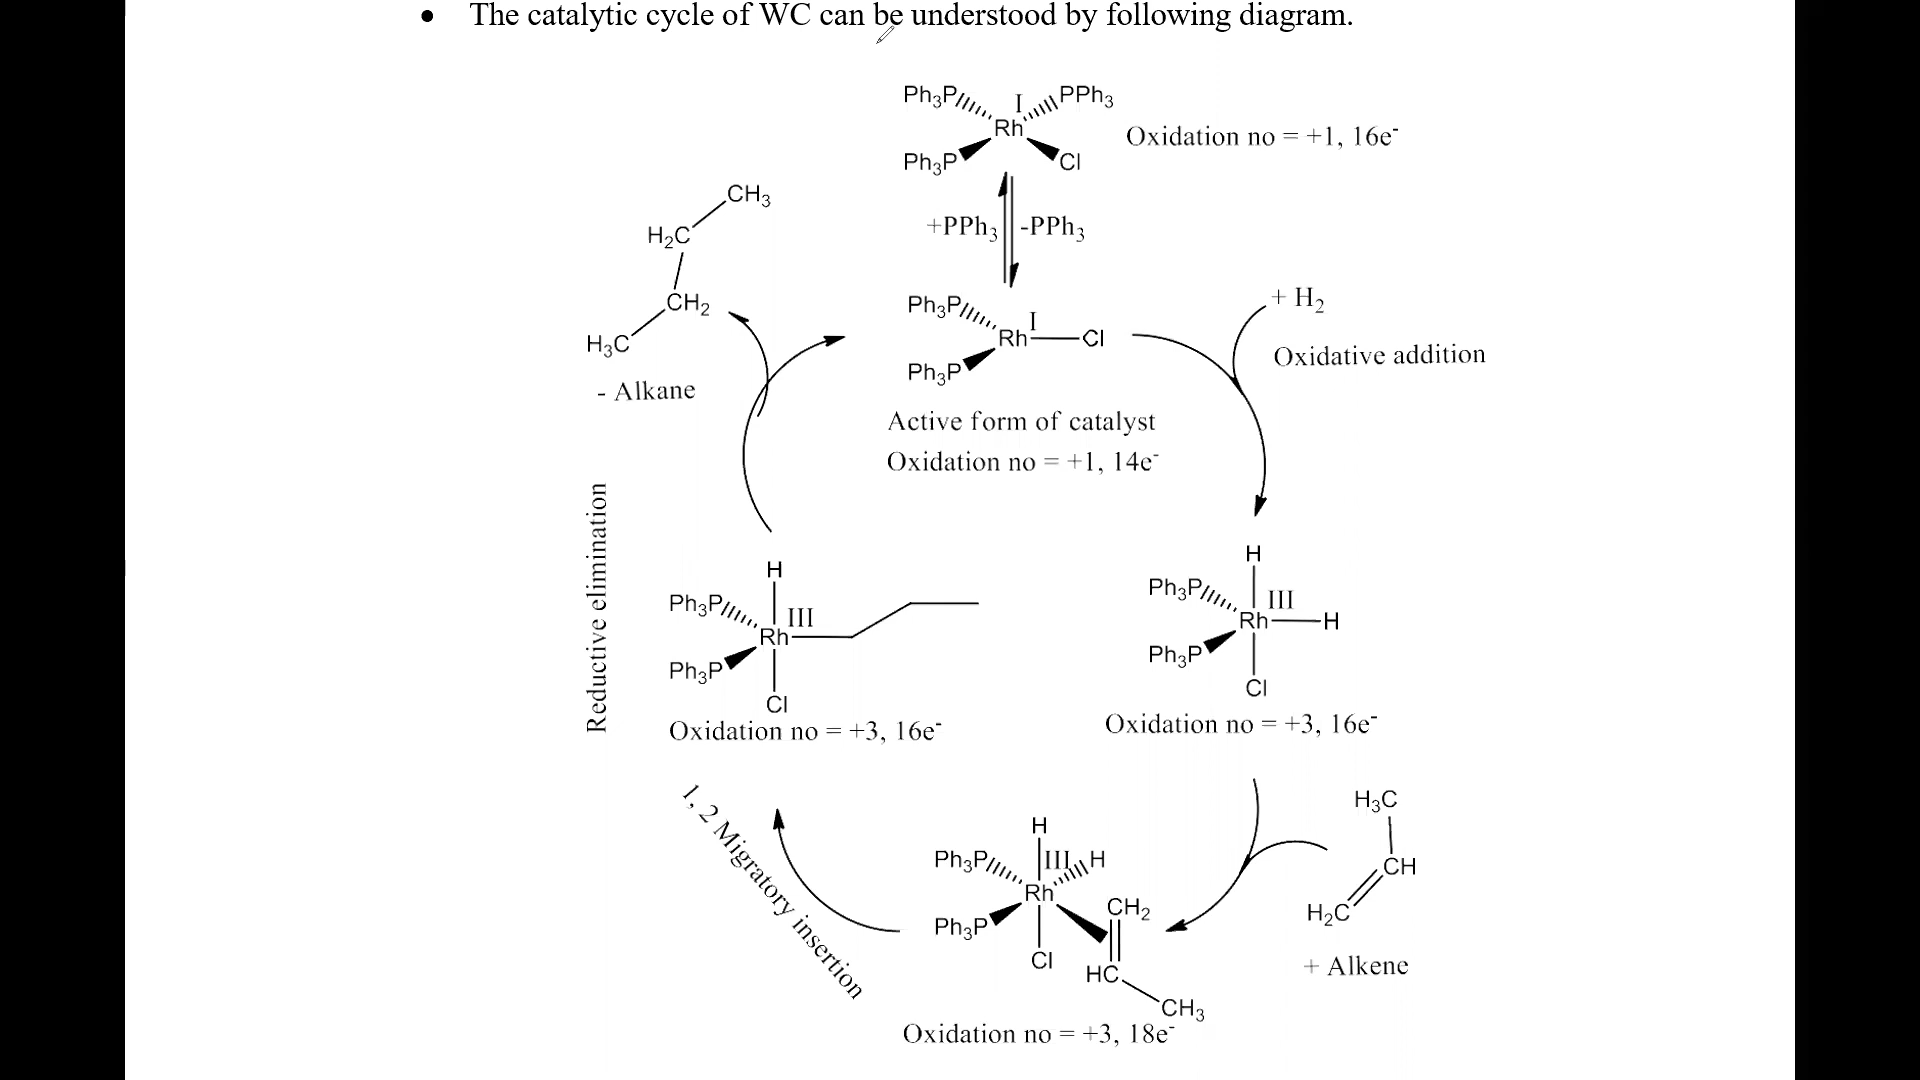 • The catalytic cycle of WC can be understood by following diagram.
Ph3P PPh3
I
Rh
Ph3P Cl
Oxidation no = +1, 16e-
+PPh3 -PPh3
Ph3P
I
Rh Cl
Ph3P
Active form of catalyst
Oxidation no = +1, 14e-
+ H2
Oxidative addition
H
Ph3P
III
Rh H
Ph3P
Cl
Oxidation no = +3, 16e-
H3C
CH
H2C
+ Alkene
H
Ph3P III H
Rh
CH2
Ph3P
Cl
HC
CH3
Oxidation no = +3, 18e-
1, 2 Migratory insertion
H
Ph3P
III
Rh
Ph3P
Cl
Oxidation no = +3, 16e-
Reductive elimination
CH3
H2C
CH2
H3C
- Alkane